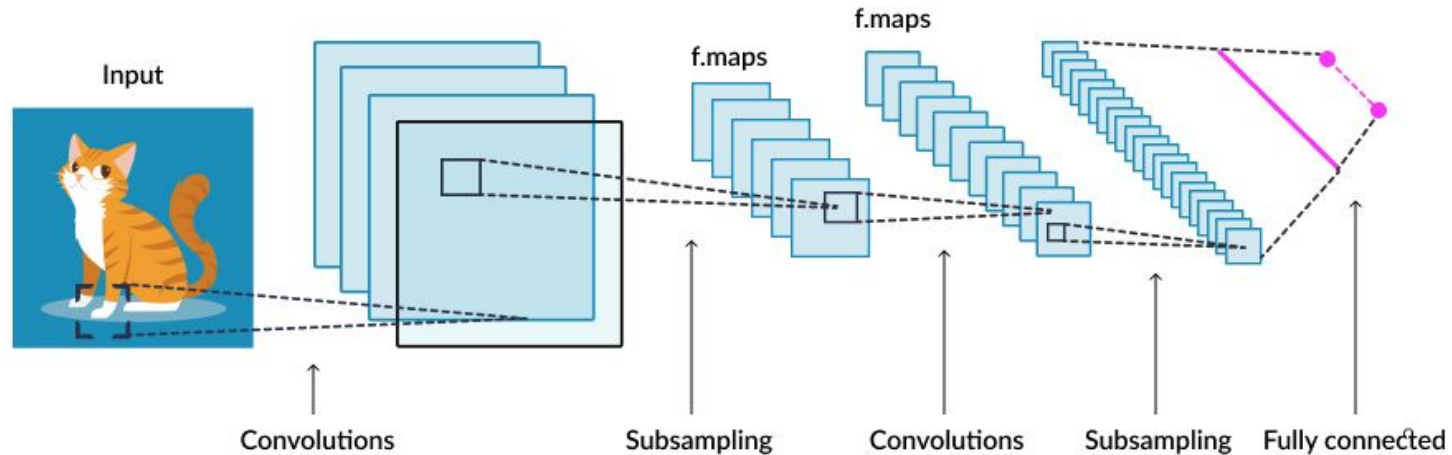 f.maps
f.maps
Input
Convolutions
Subsampling
Convolutions
Subsampling
Fully connected